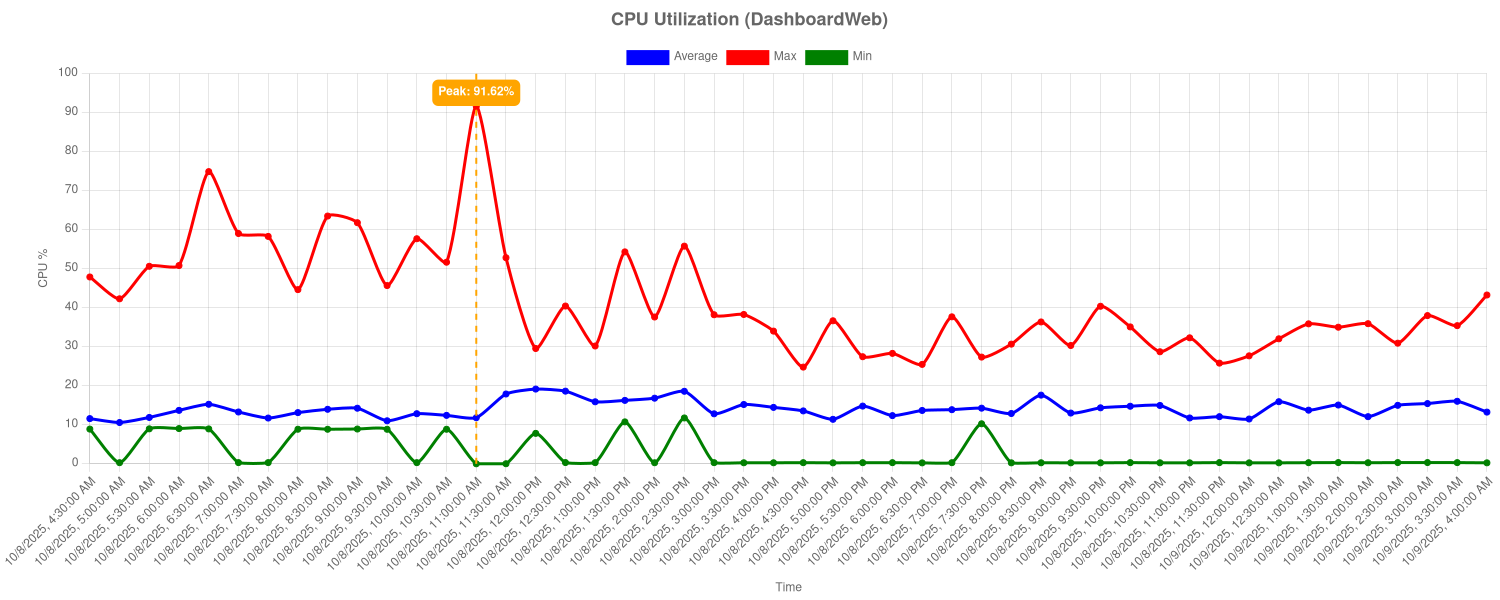 CPU Utilization (DashboardWeb)
Average Max Min
Peak: 91.62%
100
90
80
70
60
50
40
30
20
10
0
CPU %
10/8/2025, 4:30:00 AM
10/8/2025, 5:00:00 AM
10/8/2025, 5:30:00 AM
10/8/2025, 6:00:00 AM
10/8/2025, 6:30:00 AM
10/8/2025, 7:00:00 AM
10/8/2025, 7:30:00 AM
10/8/2025, 8:00:00 AM
10/8/2025, 8:30:00 AM
10/8/2025, 9:00:00 AM
10/8/2025, 9:30:00 AM
10/8/2025, 10:00:00 AM
10/8/2025, 10:30:00 AM
10/8/2025, 11:00:00 AM
10/8/2025, 11:30:00 AM
10/8/2025, 12:00:00 PM
10/8/2025, 12:30:00 PM
10/8/2025, 1:00:00 PM
10/8/2025, 1:30:00 PM
10/8/2025, 2:00:00 PM
10/8/2025, 2:30:00 PM
10/8/2025, 3:00:00 PM
10/8/2025, 3:30:00 PM
10/8/2025, 4:00:00 PM
10/8/2025, 4:30:00 PM
10/8/2025, 5:00:00 PM
10/8/2025, 5:30:00 PM
10/8/2025, 6:00:00 PM
10/8/2025, 6:30:00 PM
10/8/2025, 7:00:00 PM
10/8/2025, 7:30:00 PM
10/8/2025, 8:00:00 PM
10/8/2025, 8:30:00 PM
10/8/2025, 9:00:00 PM
10/8/2025, 9:30:00 PM
10/8/2025, 10:00:00 PM
10/8/2025, 10:30:00 PM
10/8/2025, 11:00:00 PM
10/8/2025, 11:30:00 PM
10/9/2025, 12:00:00 AM
10/9/2025, 12:30:00 AM
10/9/2025, 1:00:00 AM
10/9/2025, 1:30:00 AM
10/9/2025, 2:00:00 AM
10/9/2025, 2:30:00 AM
10/9/2025, 3:00:00 AM
10/9/2025, 3:30:00 AM
10/9/2025, 4:00:00 AM
Time